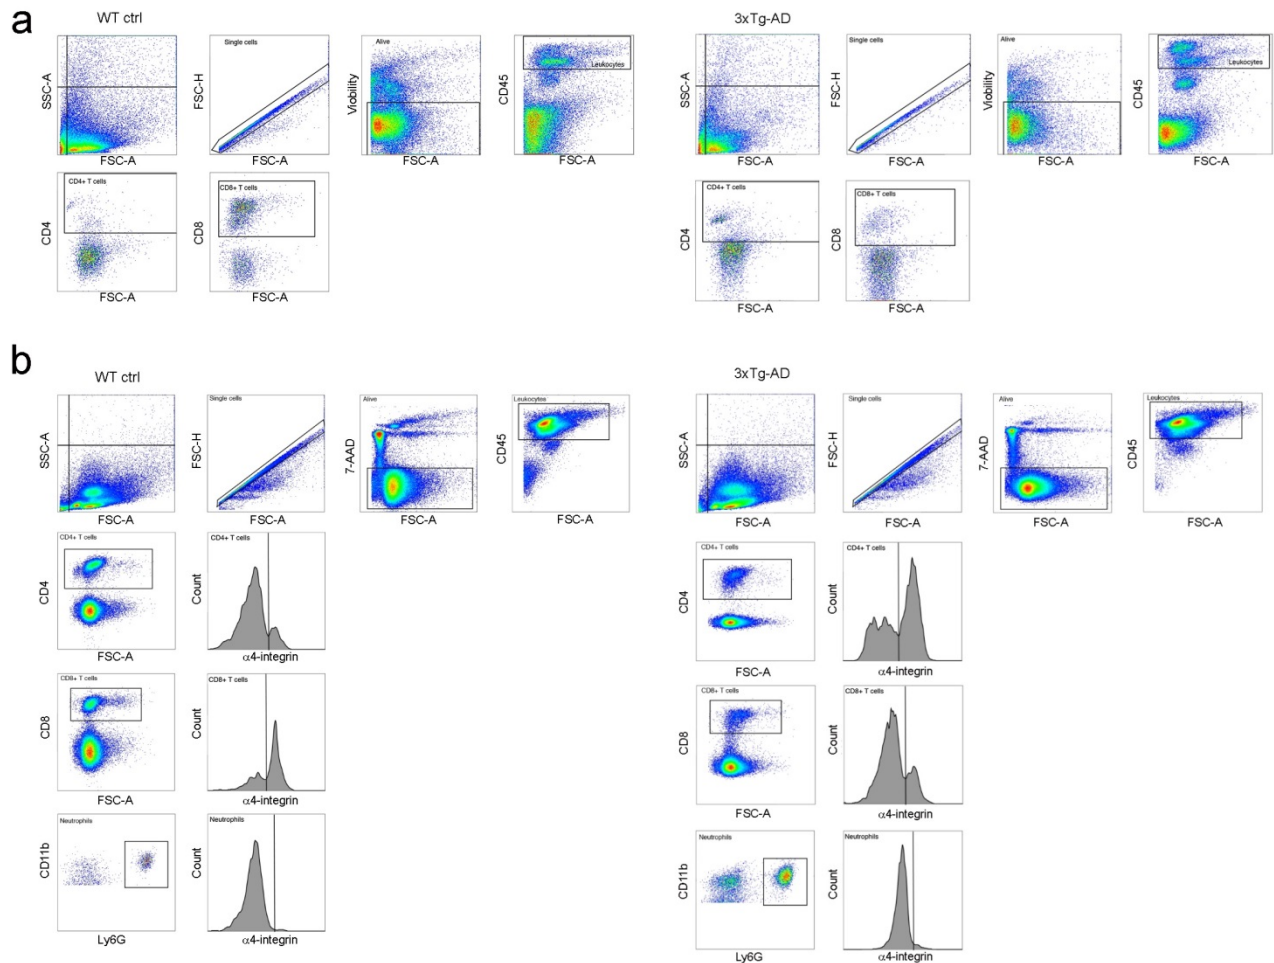 a
WT ctrl
3xTg-AD
SSC-A
FSC-A
Single cells
FSC-H
FSC-A
Alive
Viobility
FSC-A
CD45
Leukocytes
FSC-A
SSC-A
FSC-A
Single cells
FSC-H
FSC-A
Alive
Viobility
FSC-A
CD45
Leukocytes
FSC-A
CD4+ T cells
CD4
FSC-A
CD8+ T cells
CD8
FSC-A
CD4+ T cells
CD4
FSC-A
CD8+ T cells
CD8
FSC-A
b
WT ctrl
3xTg-AD
SSC-A
FSC-A
Single cells
FSC-H
FSC-A
Alive
7-AAD
FSC-A
Leukocytes
CD45
FSC-A
SSC-A
FSC-A
Single cells
FSC-H
FSC-A
Alive
7-AAD
FSC-A
Leukocytes
CD45
FSC-A
CD4+ T cells
CD4
FSC-A
CD4+ T cells
Count
α4-integrin
CD4+ T cells
CD4
FSC-A
CD4+ T cells
Count
α4-integrin
CD8+ T cells
CD8
FSC-A
CD8+ T cells
Count
α4-integrin
CD8+ T cells
CD8
FSC-A
CD8+ T cells
Count
α4-integrin
Neutrophils
CD11b
Ly6G
Neutrophils
Count
α4-integrin
Neutrophils
CD11b
Ly6G
Neutrophils
Count
α4-integrin